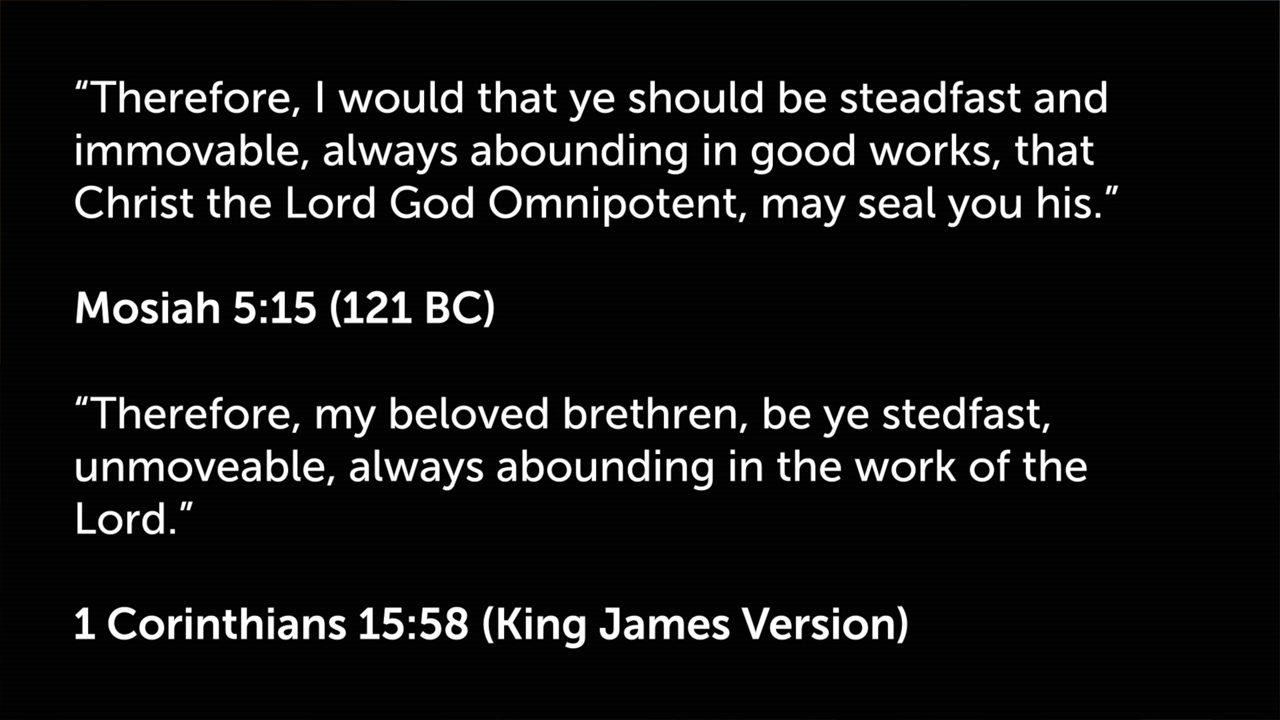 “Therefore, I would that ye should be steadfast and
immovable, always abounding in good works, that
Christ the Lord God Omnipotent, may seal you his.”
Mosiah 5:15 (121 BC)
“Therefore, my beloved brethren, be ye stedfast,
unmoveable, always abounding in the work of the
Lord.”
1 Corinthians 15:58 (King James Version)